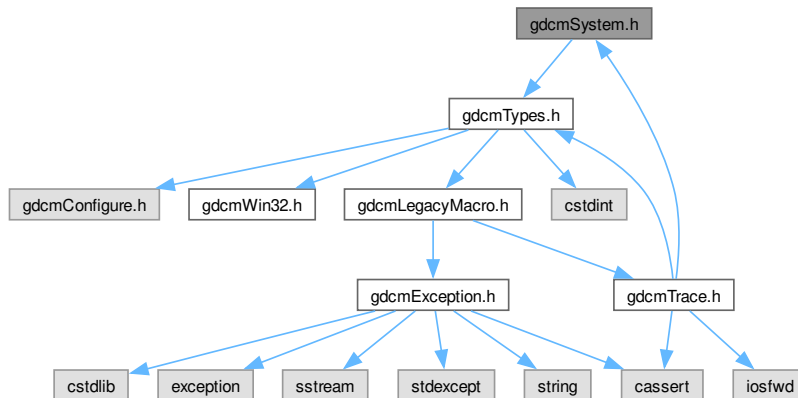 gdcmSystem.h
gdcmTypes.h
gdcmConfigure.h
gdcmWin32.h
gdcmLegacyMacro.h
cstdint
gdcmException.h
gdcmTrace.h
cstdlib
exception
sstream
stdexcept
string
cassert
iosfwd